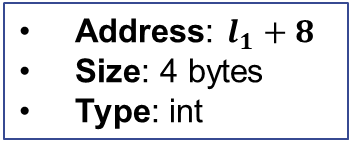 • Address: l₁ + 8
• Size: 4 bytes
• Type: int